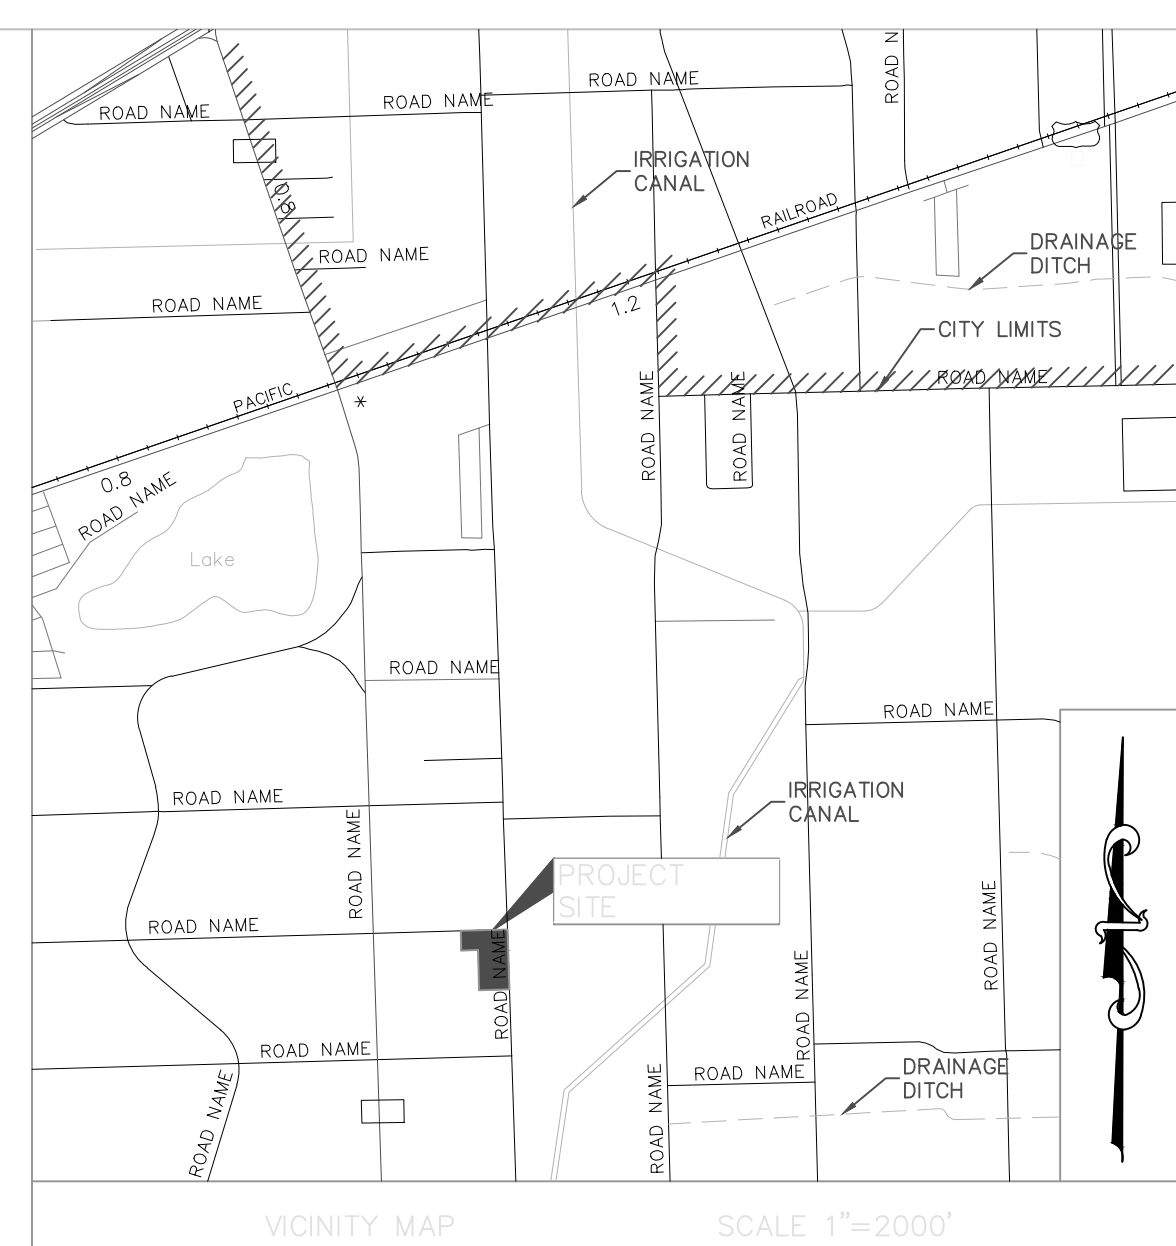 ROAD N
ROAD NAME
ROAD NAME
ROAD NAME
IRRIGATION
CANAL
0.8
RAILROAD
ROAD NAME
DRAINAGE
DITCH
ROAD NAME
1.2
CITY LIMITS
ROAD NAME
PACIFIC
*
ROAD NAME
ROAD NAME
0.8
ROAD NAME
Lake
ROAD NAME
ROAD NAME
ROAD NAME
IRRIGATION
CANAL
ROAD NAME
PROJECT
SITE
ROAD NAME
ROAD NAME
ROAD NAME
ROAD NAME
ROAD NAME
ROAD NAME
ROAD NAME
ROAD NAME
DRAINAGE
DITCH
ROAD NAME
VICINITY MAP
SCALE 1"=2000'